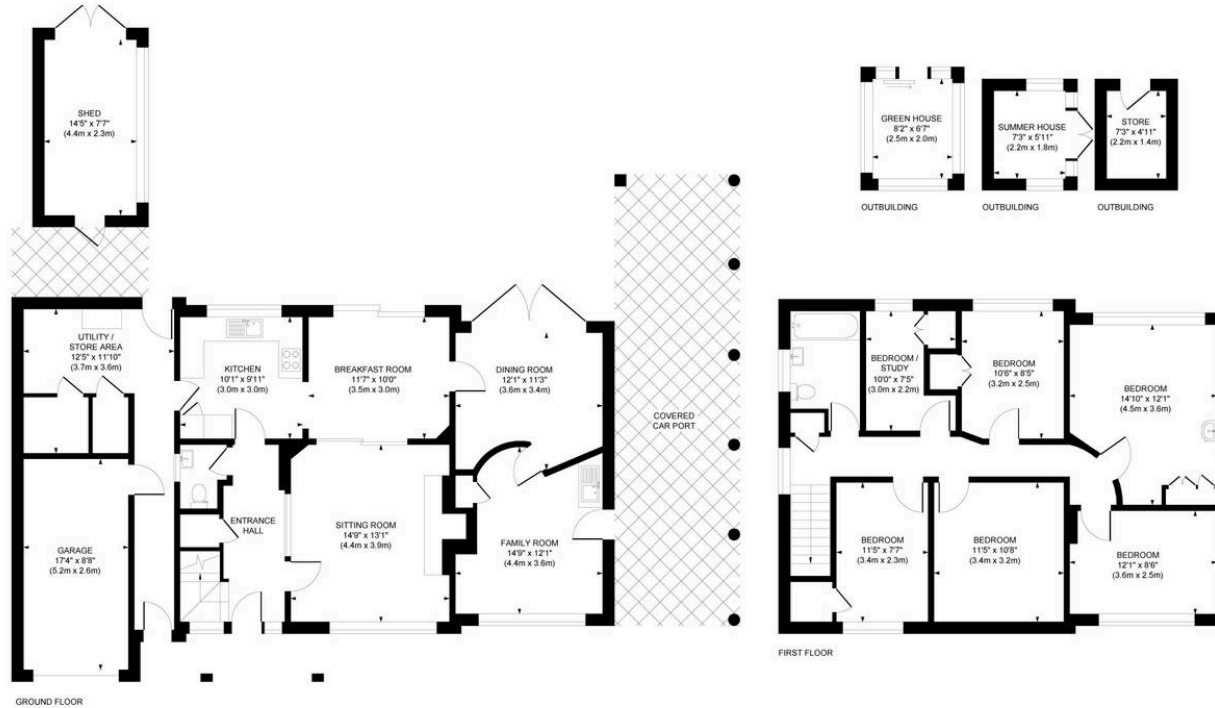 SHED
14'5" x 7'7"
(4.4m x 2.3m)
GREEN HOUSE
8'2" x 6'7"
(2.5m x 2.0m)
OUTBUILDING
SUMMER HOUSE
7'3" x 5'11"
(2.2m x 1.8m)
OUTBUILDING
STORE
7'3" x 4'11"
(2.2m x 1.4m)
OUTBUILDING
UTILITY /
STORE AREA
12'5" x 11'10"
(3.7m x 3.6m)
KITCHEN
10'1" x 9'11"
(3.0m x 3.0m)
BREAKFAST ROOM
11'7" x 10'0"
(3.5m x 3.0m)
DINING ROOM
12'1" x 11'3"
(3.6m x 3.4m)
COVERED
CAR PORT
GARAGE
17'4" x 8'8"
(5.2m x 2.6m)
ENTRANCE
HALL
SITTING ROOM
14'9" x 13'1"
(4.4m x 3.9m)
FAMILY ROOM
14'9" x 12'1"
(4.4m x 3.6m)
GROUND FLOOR
BEDROOM /
STUDY
10'0" x 7'5"
(3.0m x 2.2m)
BEDROOM
10'6" x 8'5"
(3.2m x 2.5m)
BEDROOM
14'10" x 12'1"
(4.5m x 3.6m)
BEDROOM
11'5" x 7'7"
(3.4m x 2.3m)
BEDROOM
11'5" x 10'8"
(3.4m x 3.2m)
BEDROOM
12'1" x 8'6"
(3.6m x 2.5m)
FIRST FLOOR